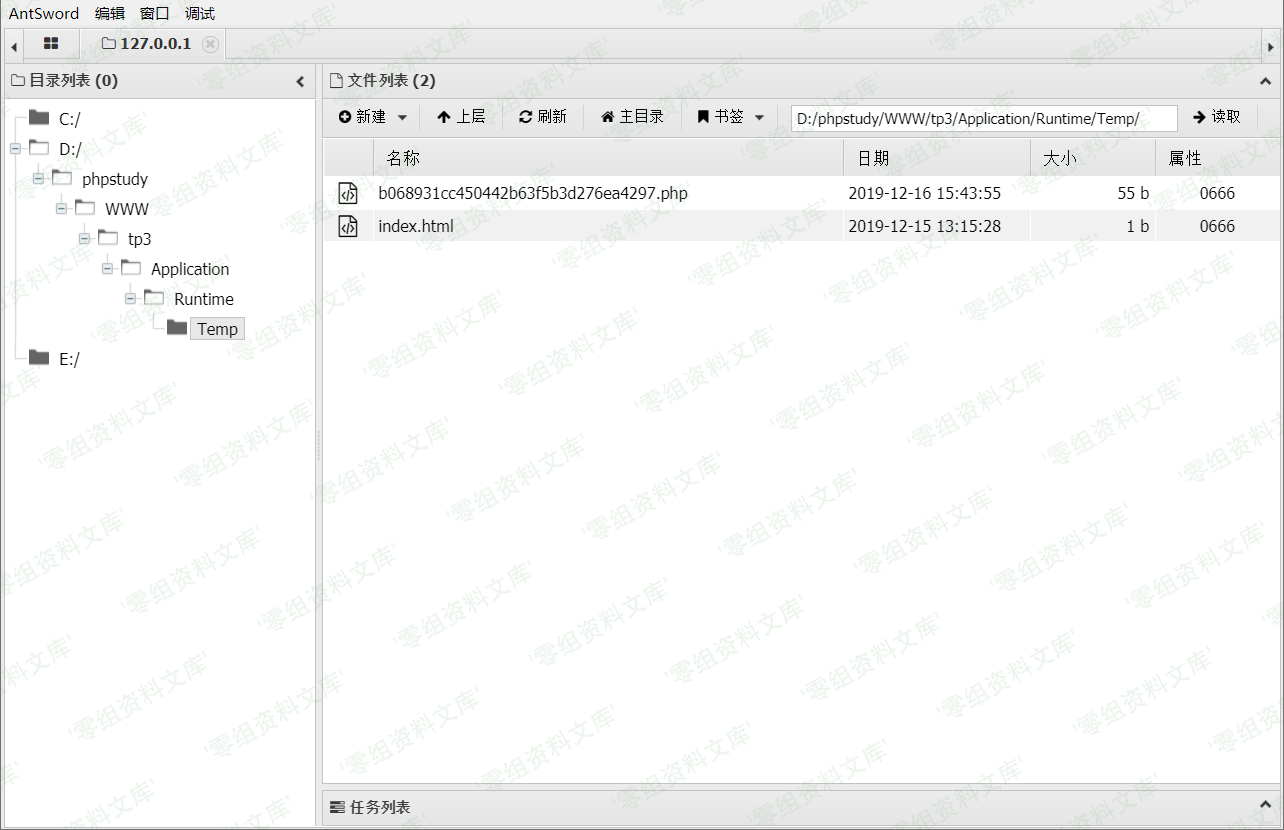 AntSword 编辑 窗口 调试
127.0.0.1
目录列表 (0)
C:/
D:/
phpstudy
WWW
tp3
Application
Runtime
Temp
E:/
文件列表 (2)
新建 上层 刷新 主目录 书签 D:/phpstudy/WWW/tp3/Application/Runtime/Temp/ 读取
名称 日期 大小 属性
b068931cc450442b63f5b3d276ea4297.php 2019-12-16 15:43:55 55 b 0666
index.html 2019-12-15 13:15:28 1 b 0666
任务列表
'零组资料文库'